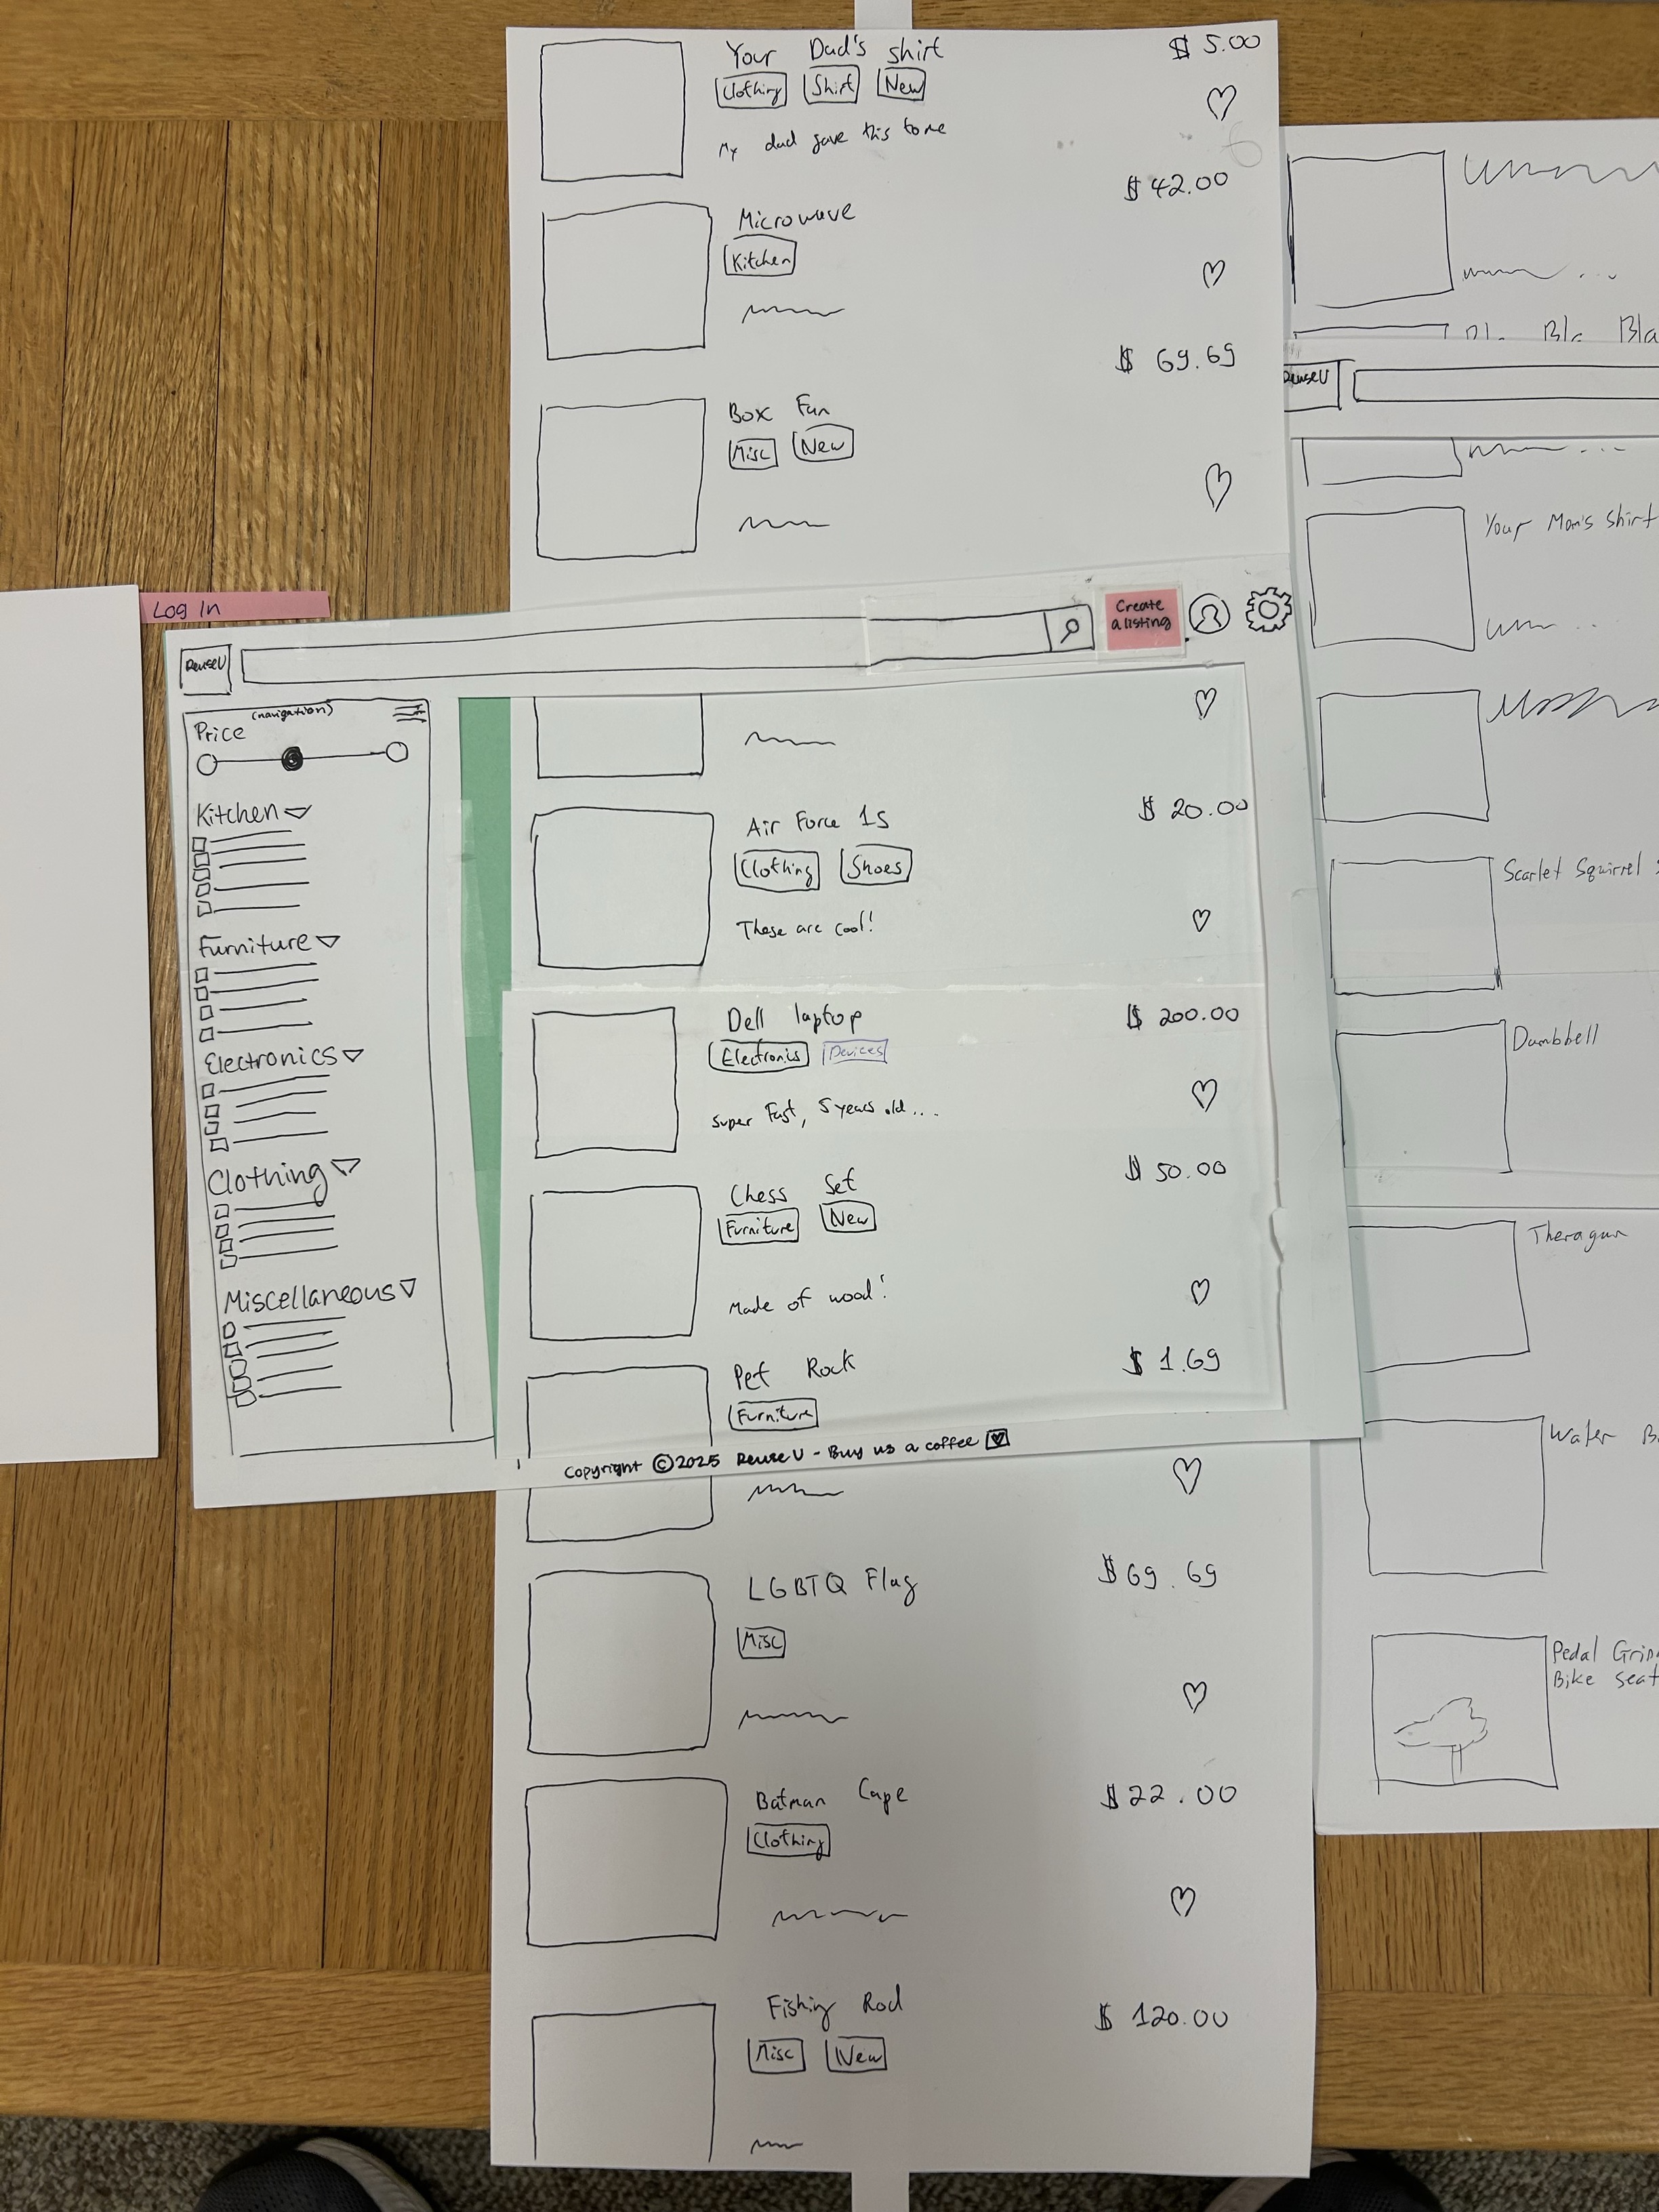 Your Dad's shirt
$ 5.00
Clothing Shirt New
My dad gave this to me
Microwave
$ 42.00
Kitchen
Box Fan
$ 69.69
Misc New
Log In
ReuseU
Create
a listing
Price
(navigation)
Kitchen
Furniture
Electronics
Clothing
Miscellaneous
Air Force 1s
$ 20.00
Clothing Shoes
These are cool!
Dell laptop
$ 200.00
Electronics Devices
Super Fast, 5 years old...
Chess Set
$ 50.00
Furniture New
Made of wood!
Pet Rock
$ 1.69
Furniture
Copyright ©2025 ReuseU - Buy us a coffee
LGBTQ Flag
$ 69.69
Misc
Batman Cape
$ 22.00
Clothing
Fishing Rod
$ 120.00
Misc New
Bla
ReuseU
Your Mom's Shirt
Scarlet Squirrel
Dumbbell
Theragun
Water
Pedal
Bike seat